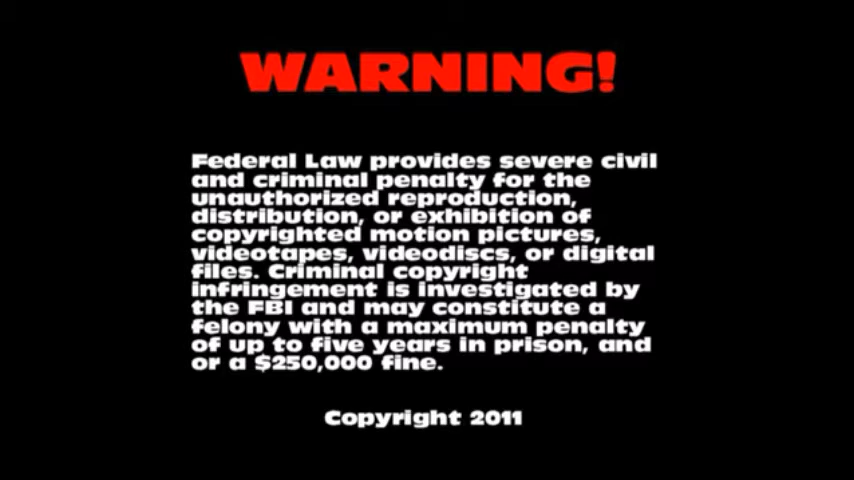 WARNING!
Federal Law provides severe civil
and criminal penalty for the
unauthorized reproduction,
distribution, or exhibition of
copyrighted motion pictures,
videotapes, videodiscs, or digital
files. Criminal copyright
infringement is investigated by
the FBI and may constitute a
felony with a maximum penalty
of up to five years in prison, and
or a $250,000 fine.
Copyright 2011